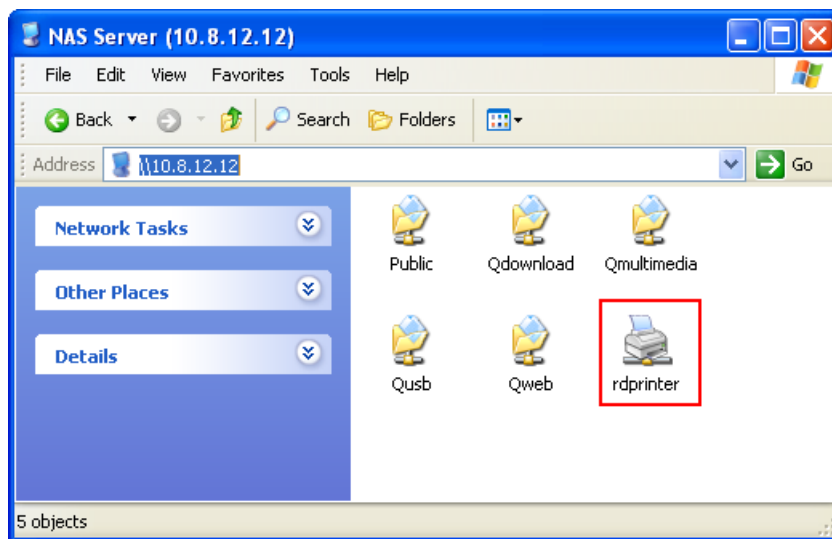 NAS Server (10.8.12.12)
File Edit View Favorites Tools Help
Back Search Folders
Address \\10.8.12.12 Go
Network Tasks
Other Places
Details
Public Qdownload Qmultimedia
Qusb Qweb rdprinter
5 objects